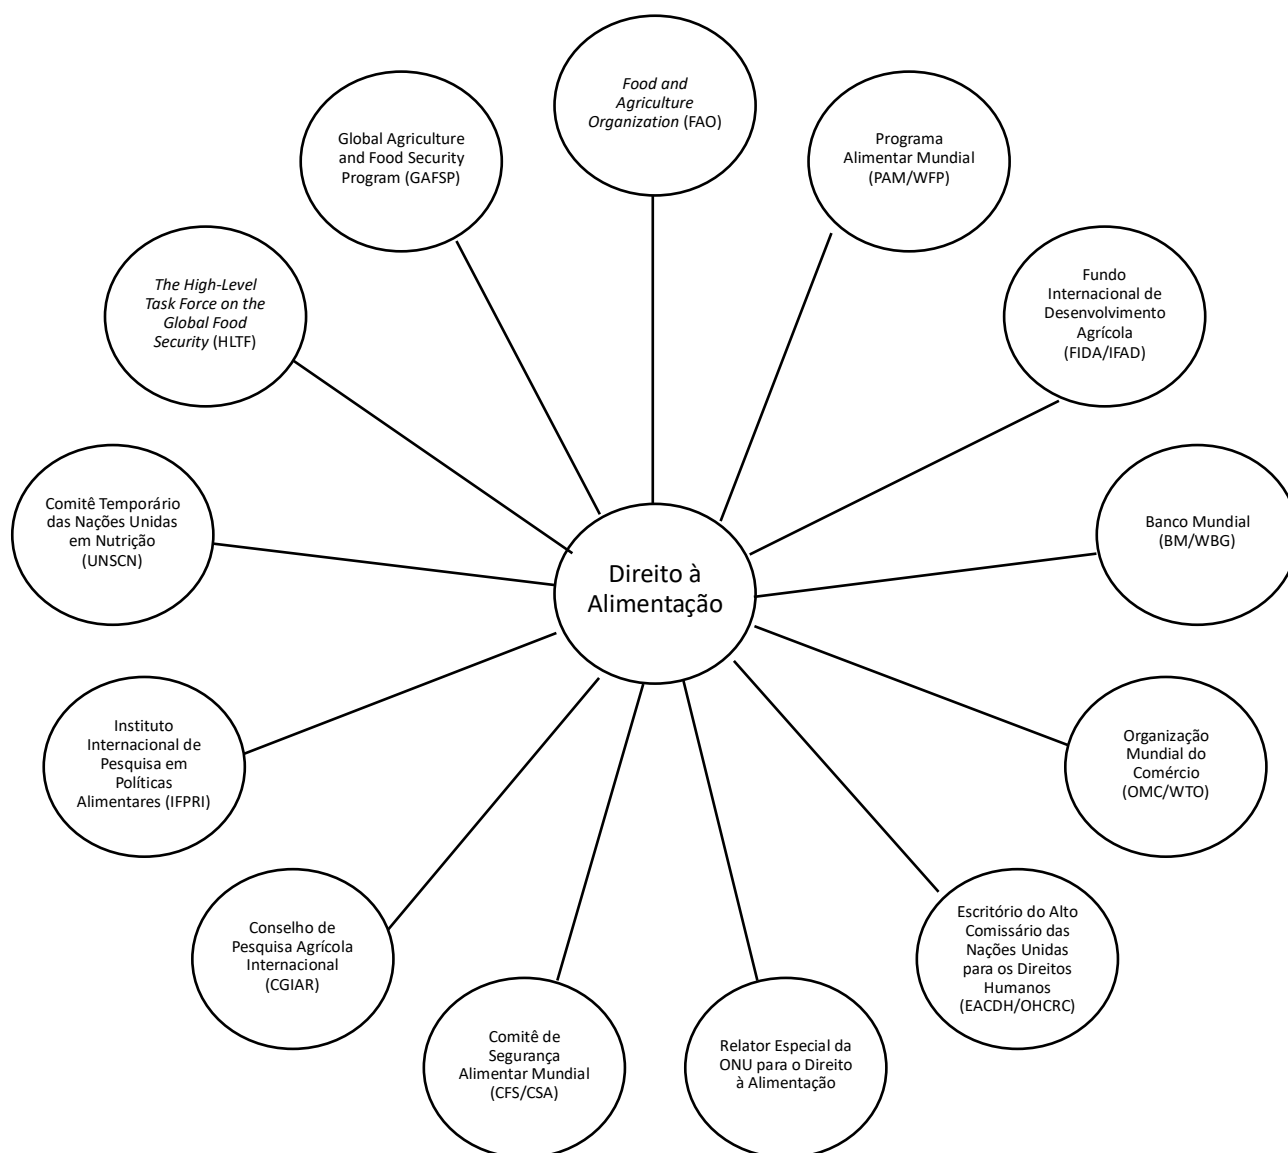 Food and
Agriculture
Organization (FAO)
Programa
Alimentar Mundial
(PAM/WFP)
Fundo
Internacional de
Desenvolvimento
Agrícola
(FIDA/IFAD)
Banco Mundial
(BM/WBG)
Organização
Mundial do
Comércio
(OMC/WTO)
Escritório do Alto
Comissário das
Nações Unidas
para os Direitos
Humanos
(EACDH/OHCRC)
Relator Especial da
ONU para o Direito
à Alimentação
Comitê de
Segurança
Alimentar Mundial
(CFS/CSA)
Conselho de
Pesquisa Agrícola
Internacional
(CGIAR)
Instituto
Internacional de
Pesquisa em
Políticas
Alimentares (IFPRI)
Comitê Temporário
das Nações Unidas
em Nutrição
(UNSCN)
The High-Level
Task Force on the
Global Food
Security (HLTF)
Global Agriculture
and Food Security
Program (GAFSP)
Direito à
Alimentação